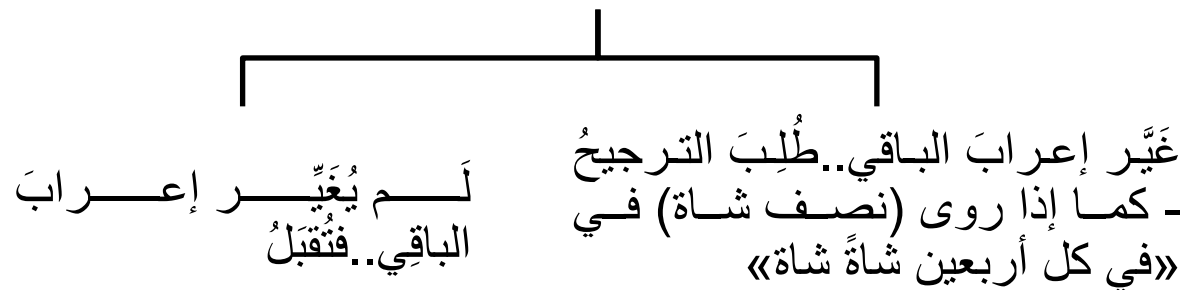 غَيَّر إعرابَ الباقي..طُلِبَ الترجيحُ
- كما إذا روى (نصف شاة) في
«في كل أربعين شاةً شاة»
لَم يُغَيِّر إعرابَ
الباقِي..فتُقبَلُ